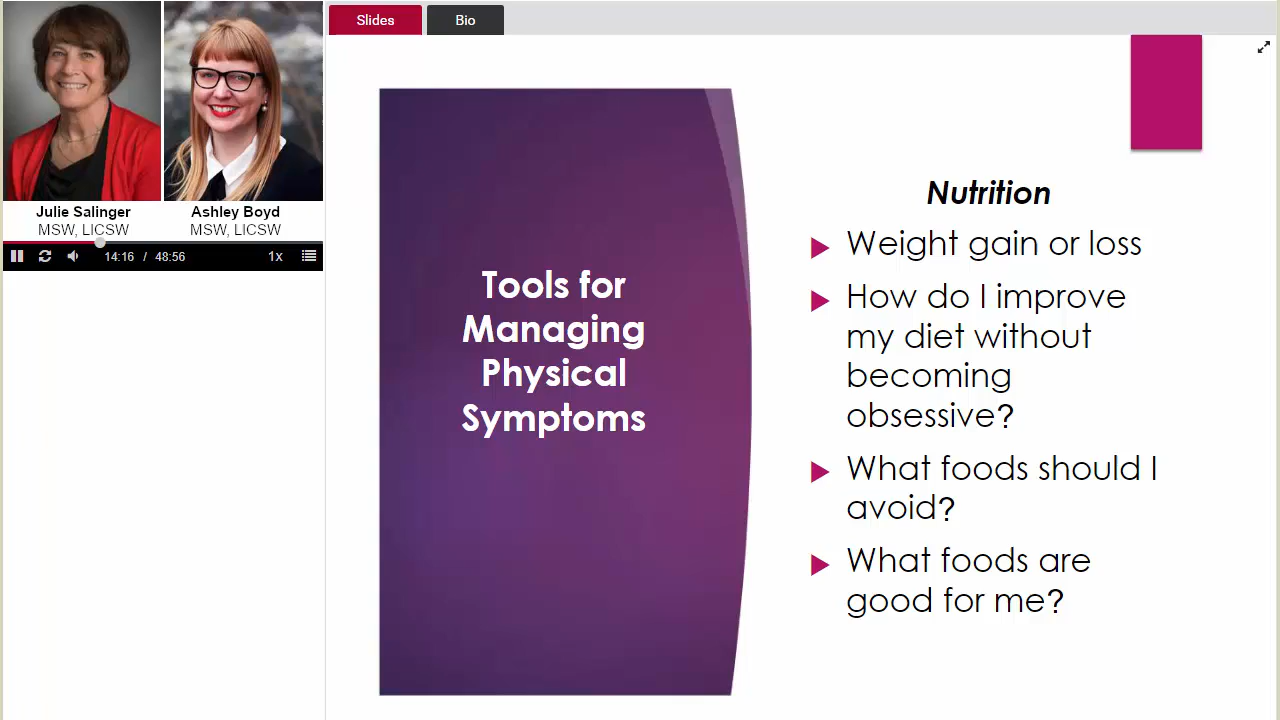 Slides
Bio
Julie Salinger
MSW, LICSW
Ashley Boyd
MSW, LICSW
14:16 / 48:56
1x
Tools for
Managing
Physical
Symptoms
Nutrition
Weight gain or loss
How do I improve
my diet without
becoming
obsessive?
What foods should I
avoid?
What foods are
good for me?